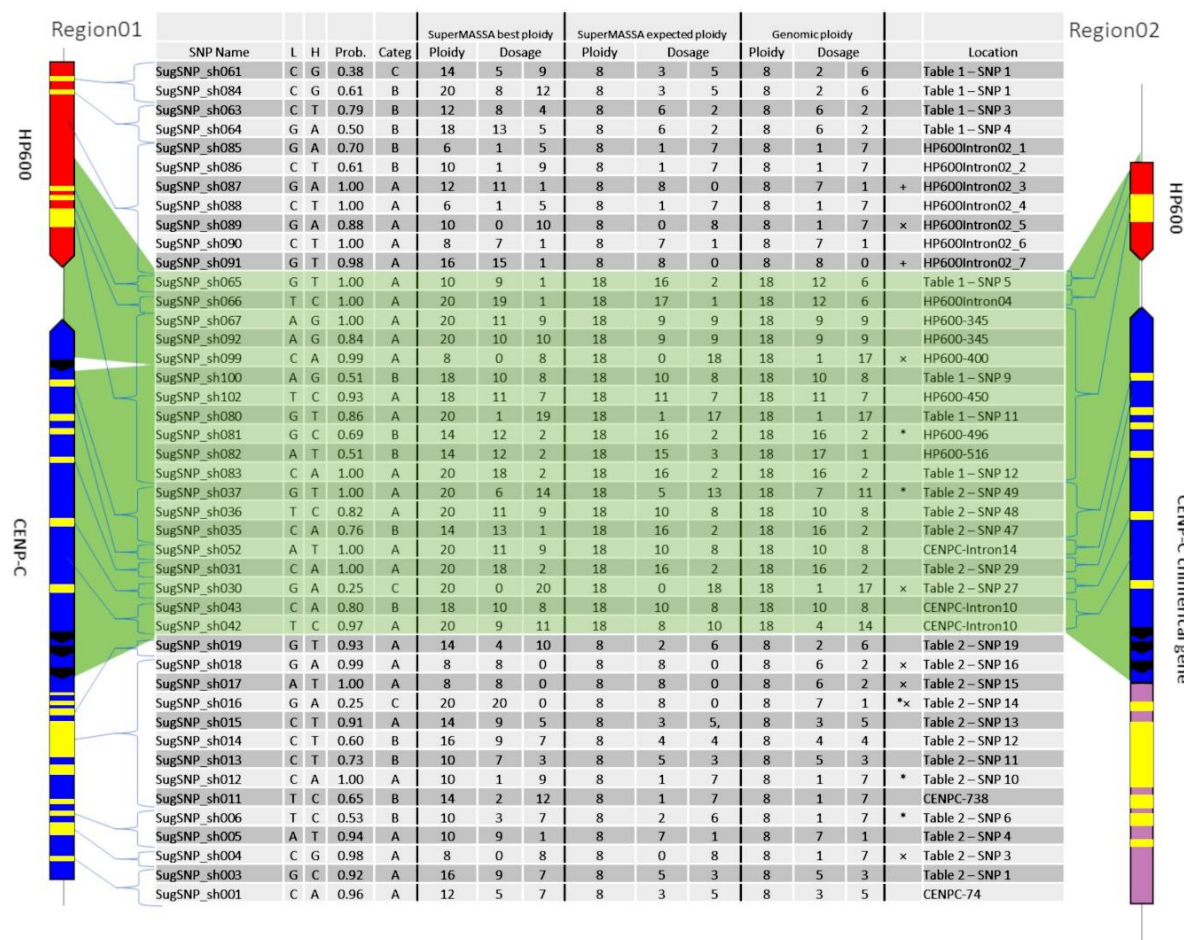 Region01
Region02
SuperMASSA best ploidy SuperMASSA expected ploidy Genomic ploidy
SNP Name L H Prob. Categ Ploidy Dosage Ploidy Dosage Ploidy Dosage Location
SugSNP_sh061 C G 0.38 C 14 5 9 8 3 5 8 2 6 Table 1 – SNP 1
SugSNP_sh084 C G 0.61 B 20 8 12 8 3 5 8 2 6 Table 1 – SNP 1
SugSNP_sh063 C T 0.79 B 12 8 4 8 6 2 8 6 2 Table 1 – SNP 3
SugSNP_sh064 G A 0.50 B 18 13 5 8 6 2 8 6 2 Table 1 – SNP 4
SugSNP_sh085 G A 0.70 B 6 1 5 8 1 7 8 1 7 HP600Intron02_1
SugSNP_sh086 C T 0.61 B 10 1 9 8 1 7 8 1 7 HP600Intron02_2
SugSNP_sh087 G A 1.00 A 12 11 1 8 8 0 8 7 1 + HP600Intron02_3
SugSNP_sh088 C T 1.00 A 6 1 5 8 1 7 8 1 7 HP600Intron02_4
SugSNP_sh089 G A 0.88 A 10 0 10 8 0 8 8 1 7 × HP600Intron02_5
SugSNP_sh090 C T 1.00 A 8 7 1 8 7 1 8 7 1 HP600Intron02_6
SugSNP_sh091 G T 0.98 A 16 15 1 8 8 0 8 8 0 + HP600Intron02_7
SugSNP_sh065 G T 1.00 A 10 9 1 18 16 2 18 12 6 Table 1 – SNP 5
SugSNP_sh066 T C 1.00 A 20 19 1 18 17 1 18 12 6 HP600Intron04
SugSNP_sh067 A G 1.00 A 20 11 9 18 9 9 18 9 9 HP600-345
SugSNP_sh092 A G 0.84 A 20 10 10 18 9 9 18 9 9 HP600-345
SugSNP_sh099 C A 0.99 A 8 0 8 18 0 18 18 1 17 × HP600-400
SugSNP_sh100 A G 0.51 B 18 10 8 18 10 8 18 10 8 Table 1 – SNP 9
SugSNP_sh102 T C 0.93 A 18 11 7 18 11 7 18 11 7 HP600-450
SugSNP_sh080 G T 0.86 A 20 1 19 18 1 17 18 1 17 Table 1 – SNP 11
SugSNP_sh081 G C 0.69 B 14 12 2 18 16 2 18 16 2 * HP600-496
SugSNP_sh082 A T 0.51 B 14 12 2 18 15 3 18 17 1 HP600-516
SugSNP_sh083 C A 1.00 A 20 18 2 18 16 2 18 16 2 Table 1 – SNP 12
SugSNP_sh037 G T 1.00 A 20 6 14 18 5 13 18 7 11 * Table 2 – SNP 49
SugSNP_sh036 T C 0.82 A 20 11 9 18 10 8 18 10 8 Table 2 – SNP 48
SugSNP_sh035 C A 0.76 B 14 13 1 18 16 2 18 16 2 Table 2 – SNP 47
SugSNP_sh052 A T 1.00 A 20 11 9 18 10 8 18 10 8 CENPC-Intron14
SugSNP_sh031 C A 1.00 A 20 18 2 18 16 2 18 16 2 Table 2 – SNP 29
SugSNP_sh030 G A 0.25 C 20 0 20 18 0 18 18 1 17 × Table 2 – SNP 27
SugSNP_sh043 C A 0.80 B 18 10 8 18 10 8 18 10 8 CENPC-Intron10
SugSNP_sh042 T C 0.97 A 20 9 11 18 8 10 18 4 14 CENPC-Intron10
SugSNP_sh019 G T 0.93 A 14 4 10 8 2 6 8 2 6 Table 2 – SNP 19
SugSNP_sh018 G A 0.99 A 8 8 0 8 8 0 8 6 2 × Table 2 – SNP 16
SugSNP_sh017 A T 1.00 A 8 8 0 8 8 0 8 6 2 × Table 2 – SNP 15
SugSNP_sh016 G A 0.25 C 20 20 0 8 8 0 8 7 1 *× Table 2 – SNP 14
SugSNP_sh015 C T 0.91 A 14 9 5 8 3 5, 8 3 5 Table 2 – SNP 13
SugSNP_sh014 C T 0.60 B 16 9 7 8 4 4 8 4 4 Table 2 – SNP 12
SugSNP_sh013 C T 0.73 B 10 7 3 8 5 3 8 5 3 Table 2 – SNP 11
SugSNP_sh012 C A 1.00 A 10 1 9 8 1 7 8 1 7 * Table 2 – SNP 10
SugSNP_sh011 T C 0.65 B 14 2 12 8 1 7 8 1 7 CENPC-738
SugSNP_sh006 T C 0.53 B 10 3 7 8 2 6 8 1 7 * Table 2 – SNP 6
SugSNP_sh005 A T 0.94 A 10 9 1 8 7 1 8 7 1 Table 2 – SNP 4
SugSNP_sh004 C G 0.98 A 8 0 8 8 0 8 8 1 7 × Table 2 – SNP 3
SugSNP_sh003 G C 0.92 A 16 9 7 8 5 3 8 5 3 Table 2 – SNP 1
SugSNP_sh001 C A 0.96 A 12 5 7 8 3 5 8 3 5 CENPC-74
HP600
CENP-C
HP600
CENP-C chimerical gene